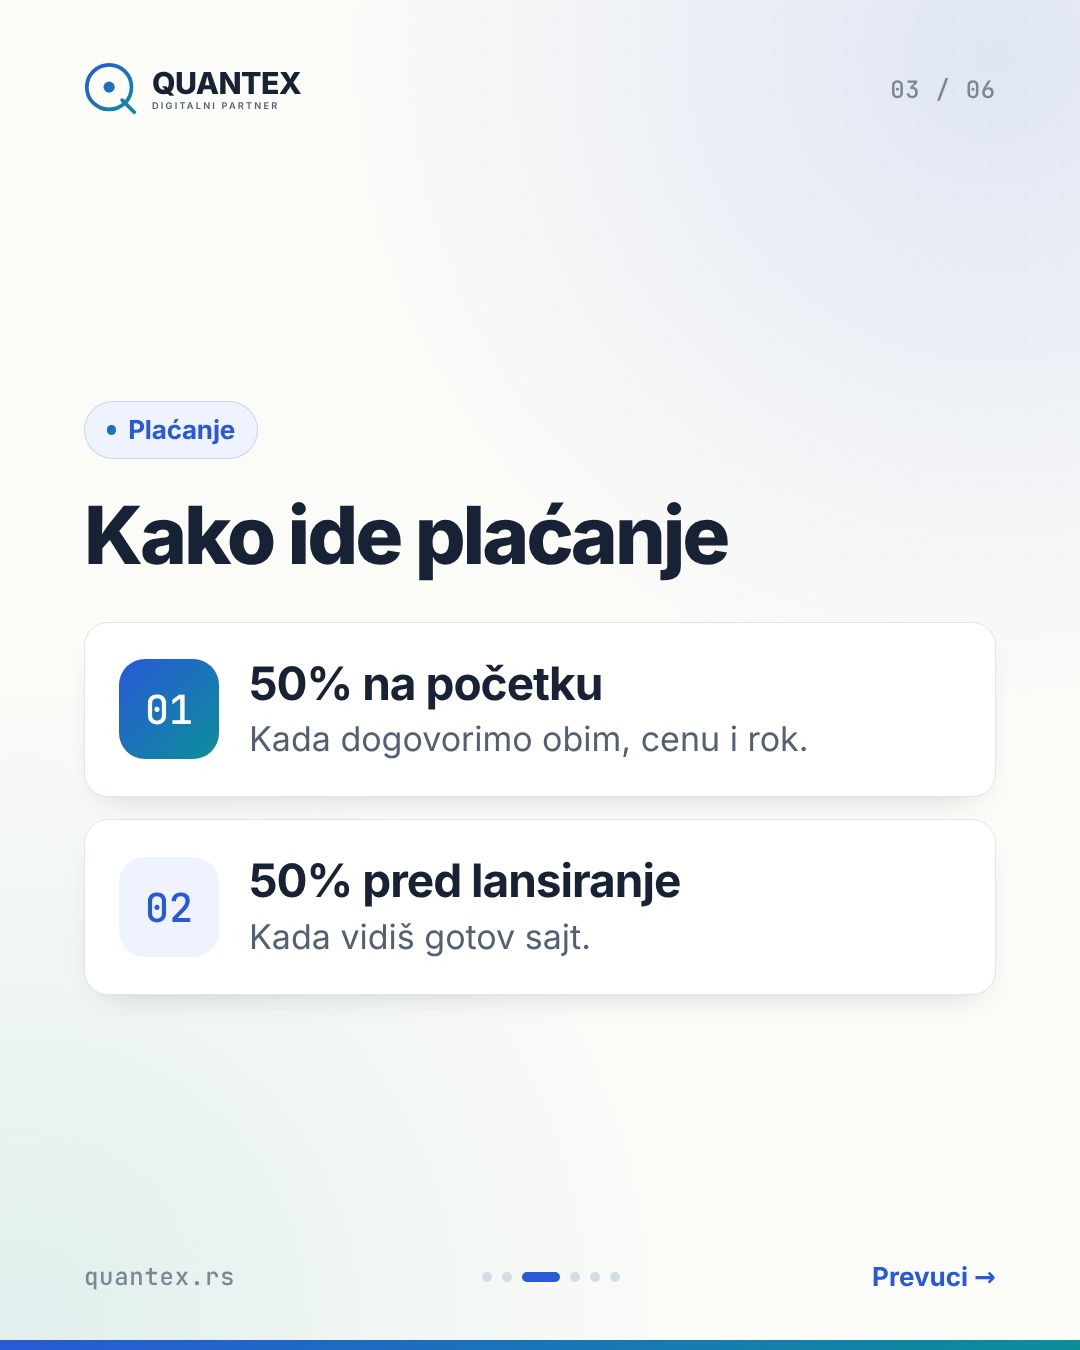 QUANTEX
DIGITALNI PARTNER
03 / 06
Plaćanje
Kako ide plaćanje
01
50% na početku
Kada dogovorimo obim, cenu i rok.
02
50% pred lansiranje
Kada vidiš gotov sajt.
quantex.rs
Prevuci →